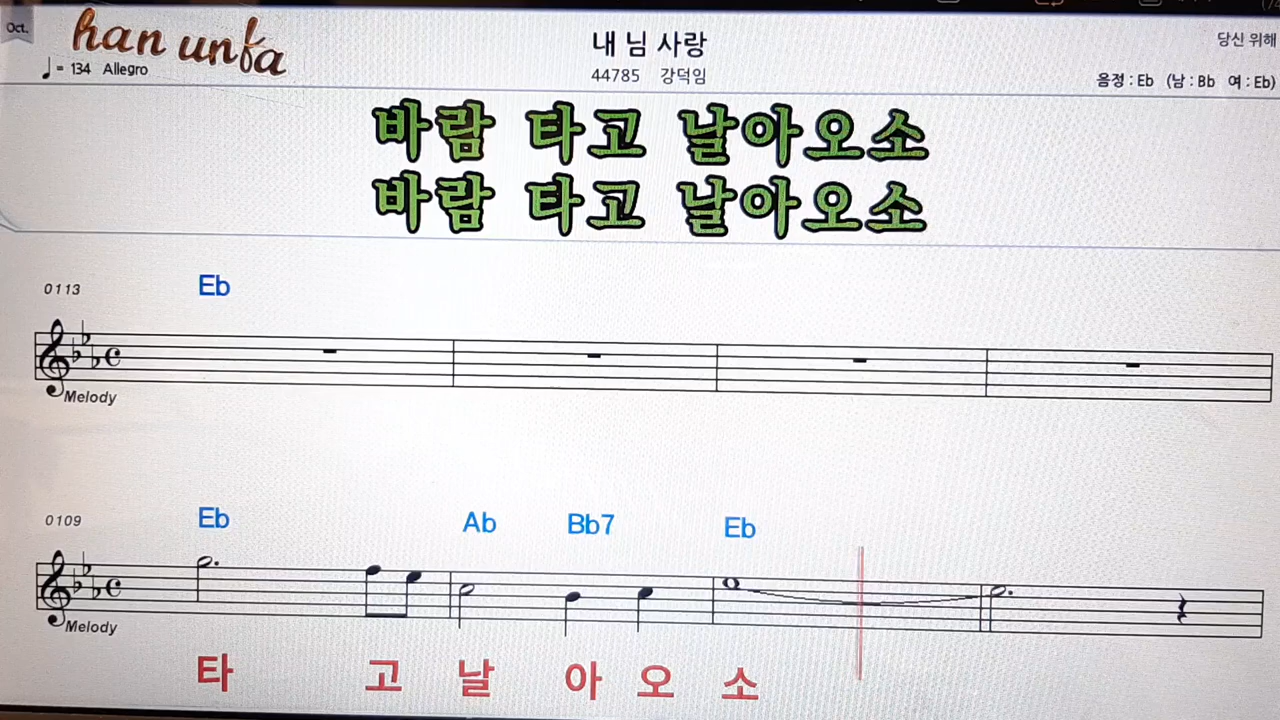 Oct.
han unfa
내 님 사랑
당신 위해
♩= 134 Allegro
44785 강덕임
음정 : Eb (남 : Bb 여 : Eb)
바람 타고 날아오소
바람 타고 날아오소
0113 Eb
Melody
0109 Eb Ab Bb7 Eb
Melody
타 고 날 아 오 소